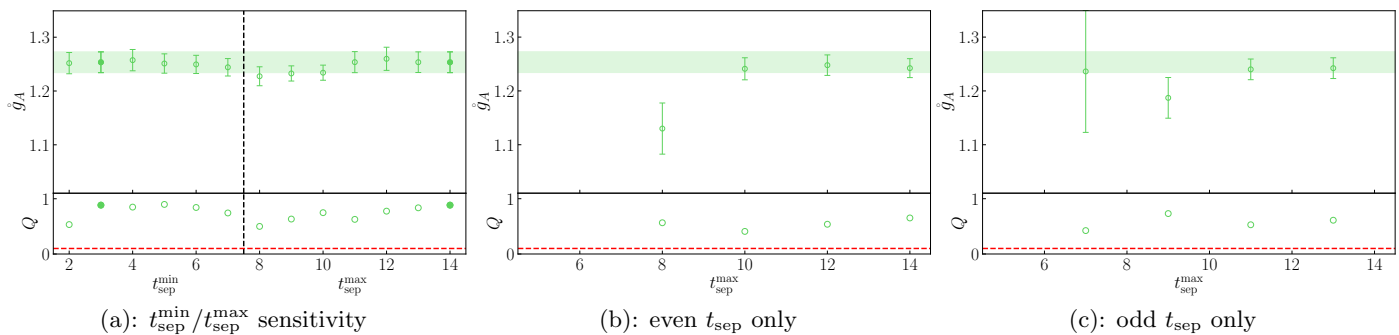 1.3
1.2
1.1
g̊_A
1
0
Q
2 4 6 8 10 12 14
t_sep^min t_sep^max
(a): t_sep^min/t_sep^max sensitivity
1.3
1.2
1.1
g̊_A
1
0
Q
6 8 10 12 14
t_sep^max
(b): even t_sep only
1.3
1.2
1.1
g̊_A
1
0
Q
6 8 10 12 14
t_sep^max
(c): odd t_sep only